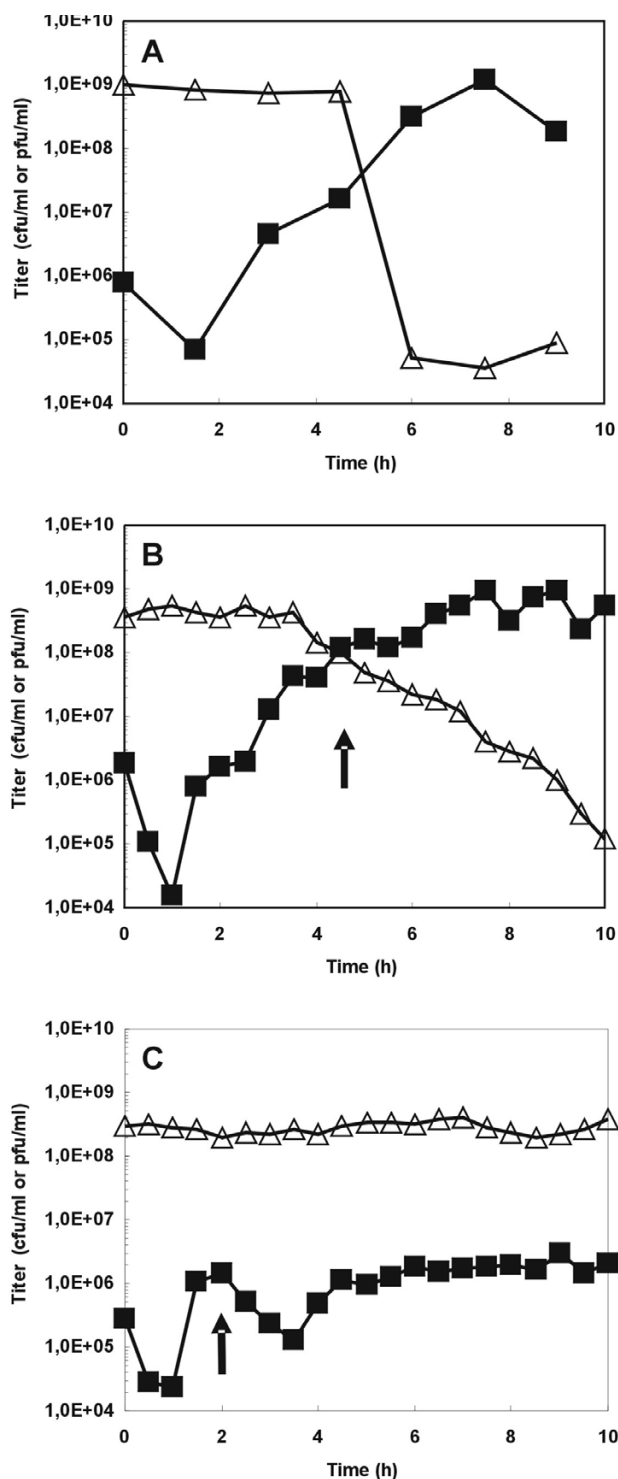 1,0E+10
A
1,0E+09
1,0E+08
1,0E+07
1,0E+06
1,0E+05
1,0E+04
Titer (cfu/ml or pfu/ml)
0 2 4 6 8 10
Time (h)
1,0E+10
B
1,0E+09
1,0E+08
1,0E+07
1,0E+06
1,0E+05
1,0E+04
Titer (cfu/ml or pfu/ml)
0 2 4 6 8 10
Time (h)
1,0E+10
C
1,0E+09
1,0E+08
1,0E+07
1,0E+06
1,0E+05
1,0E+04
Titer (cfu/ml or pfu/ml)
0 2 4 6 8 10
Time (h)